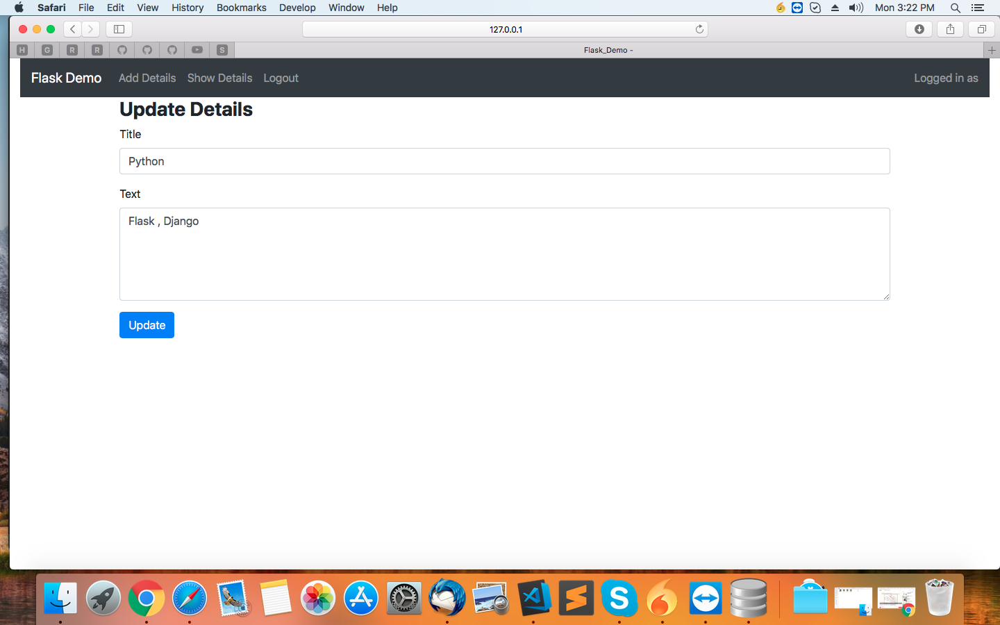 Safari File Edit View History Bookmarks Develop Window Help Mon 3:22 PM
127.0.0.1
H G R R S Flask_Demo -
Flask Demo Add Details Show Details Logout Logged in as
Update Details
Title
Python
Text
Flask , Django
Update
S